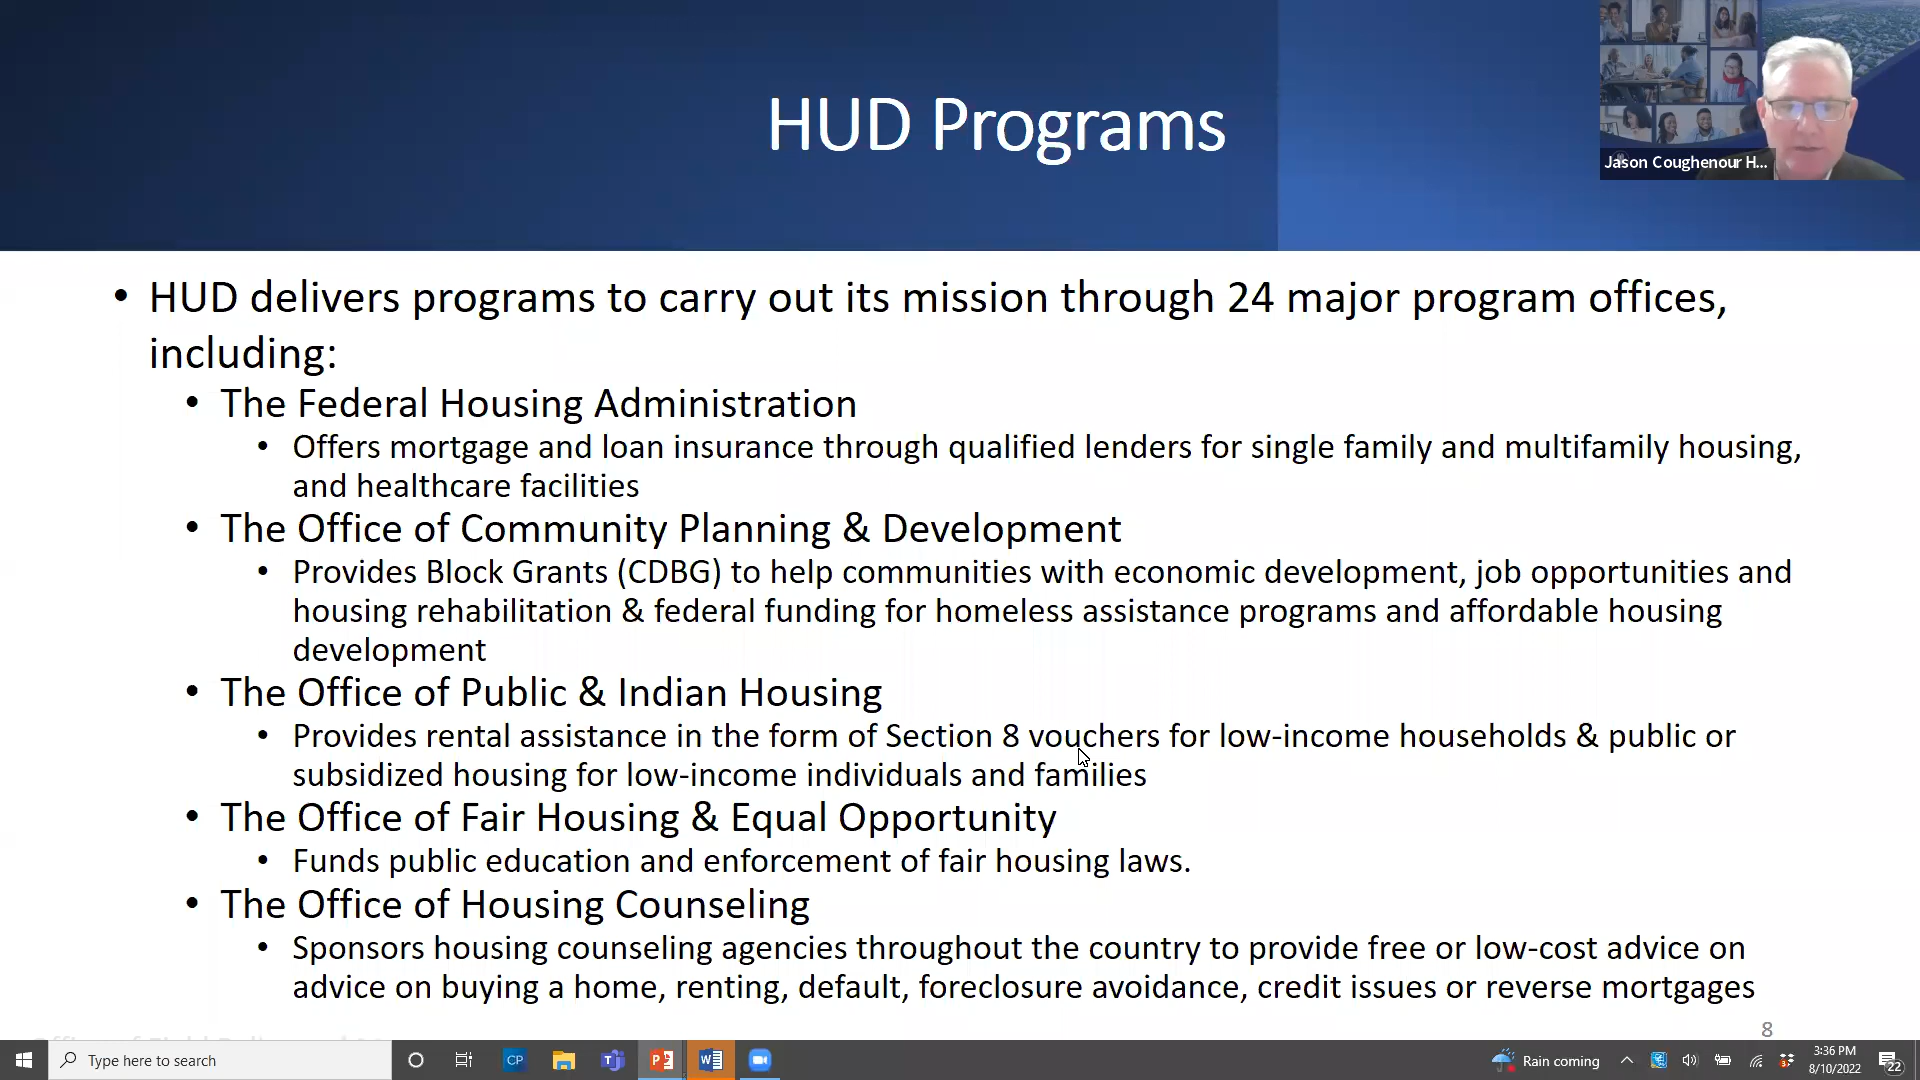 HUD Programs
Jason Coughenour H...
• HUD delivers programs to carry out its mission through 24 major program offices,
including:
• The Federal Housing Administration
• Offers mortgage and loan insurance through qualified lenders for single family and multifamily housing,
and healthcare facilities
• The Office of Community Planning & Development
• Provides Block Grants (CDBG) to help communities with economic development, job opportunities and
housing rehabilitation & federal funding for homeless assistance programs and affordable housing
development
• The Office of Public & Indian Housing
• Provides rental assistance in the form of Section 8 vouchers for low-income households & public or
subsidized housing for low-income individuals and families
• The Office of Fair Housing & Equal Opportunity
• Funds public education and enforcement of fair housing laws.
• The Office of Housing Counseling
• Sponsors housing counseling agencies throughout the country to provide free or low-cost advice on
advice on buying a home, renting, default, foreclosure avoidance, credit issues or reverse mortgages
8
Type here to search
CP
Rain coming
3:36 PM
8/10/2022
22